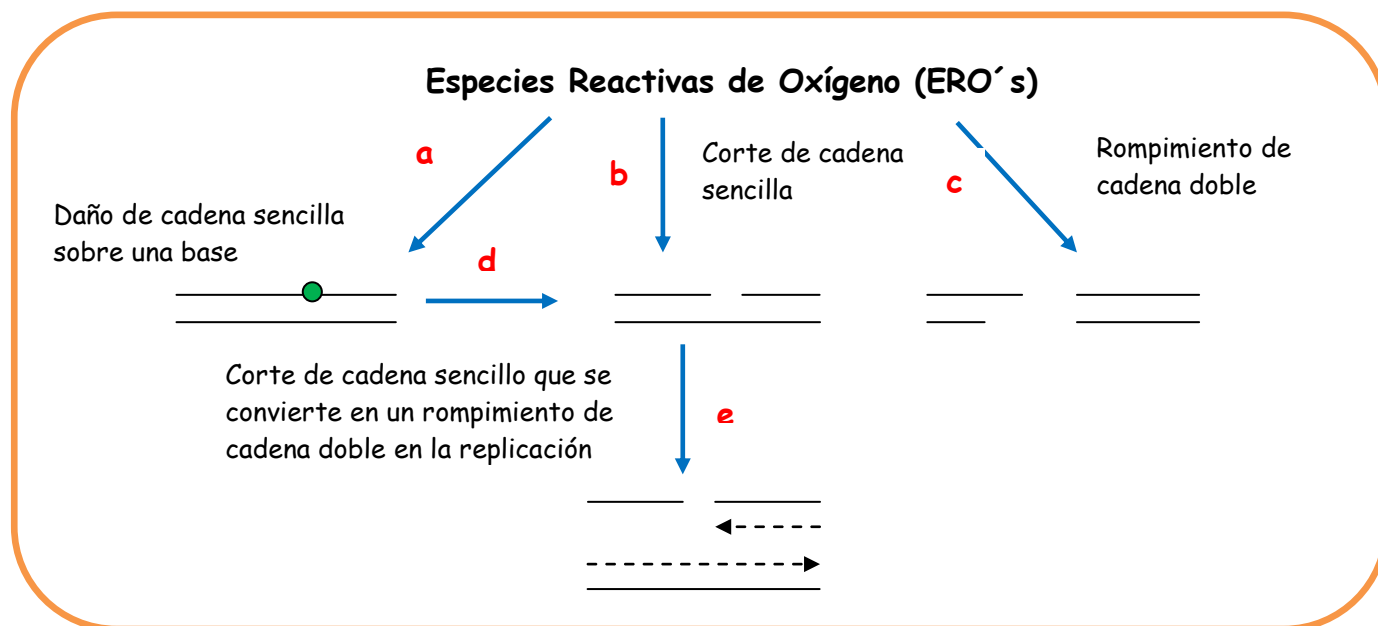 Especies Reactivas de Oxígeno (ERO´s)
a
b
Corte de cadena
sencilla
c
Rompimiento de
cadena doble
Daño de cadena sencilla
sobre una base
d
Corte de cadena sencillo que se
convierte en un rompimiento de
cadena doble en la replicación
e